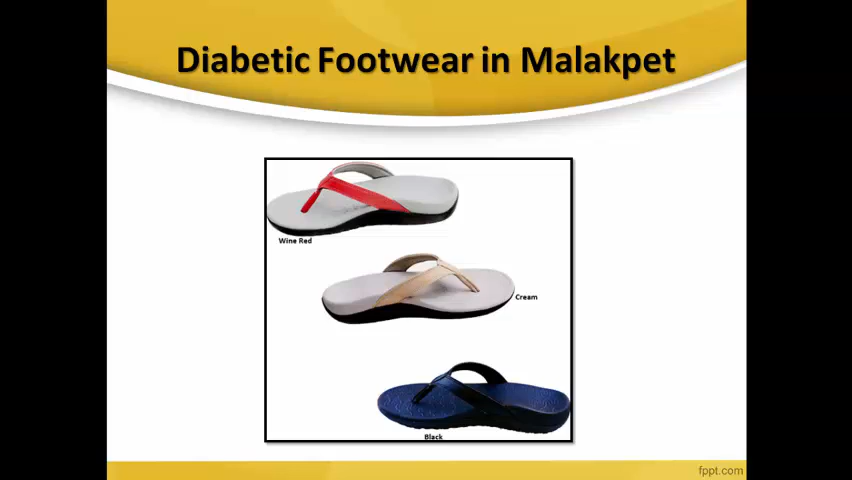 Diabetic Footwear in Malakpet
Wine Red
Cream
Black
fppt.com